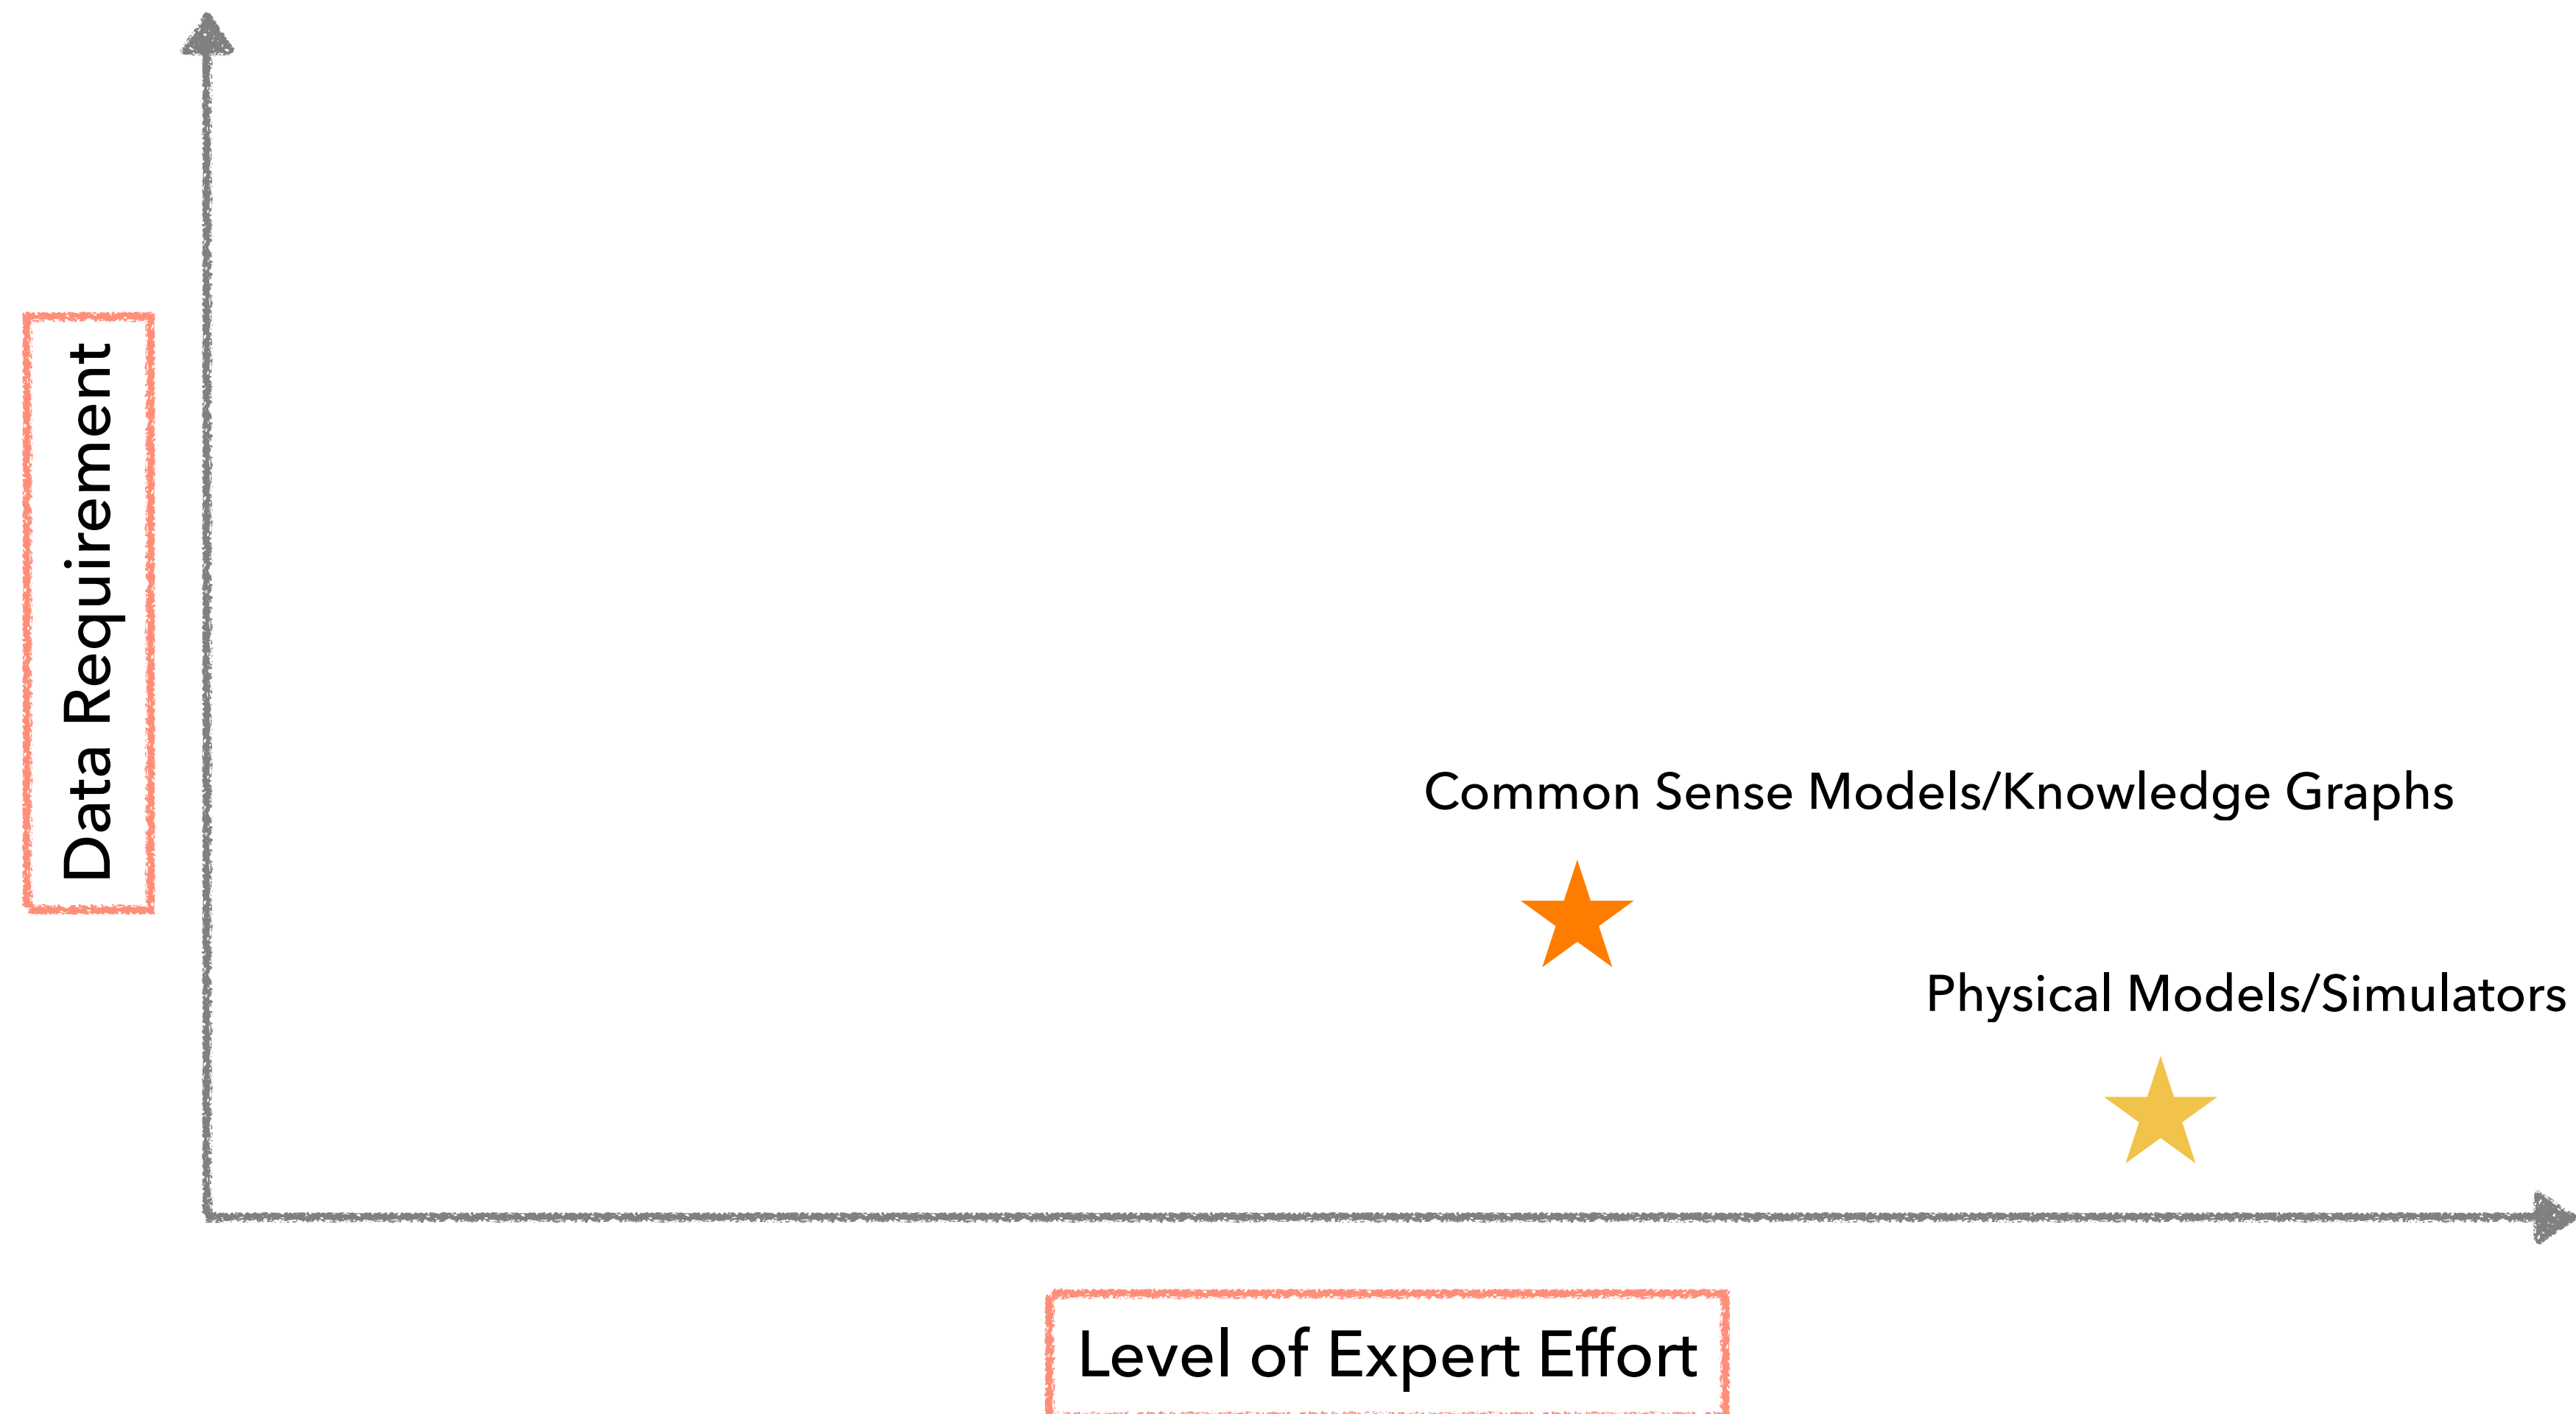 Data Requirement
Common Sense Models/Knowledge Graphs
Physical Models/Simulators
Level of Expert Effort